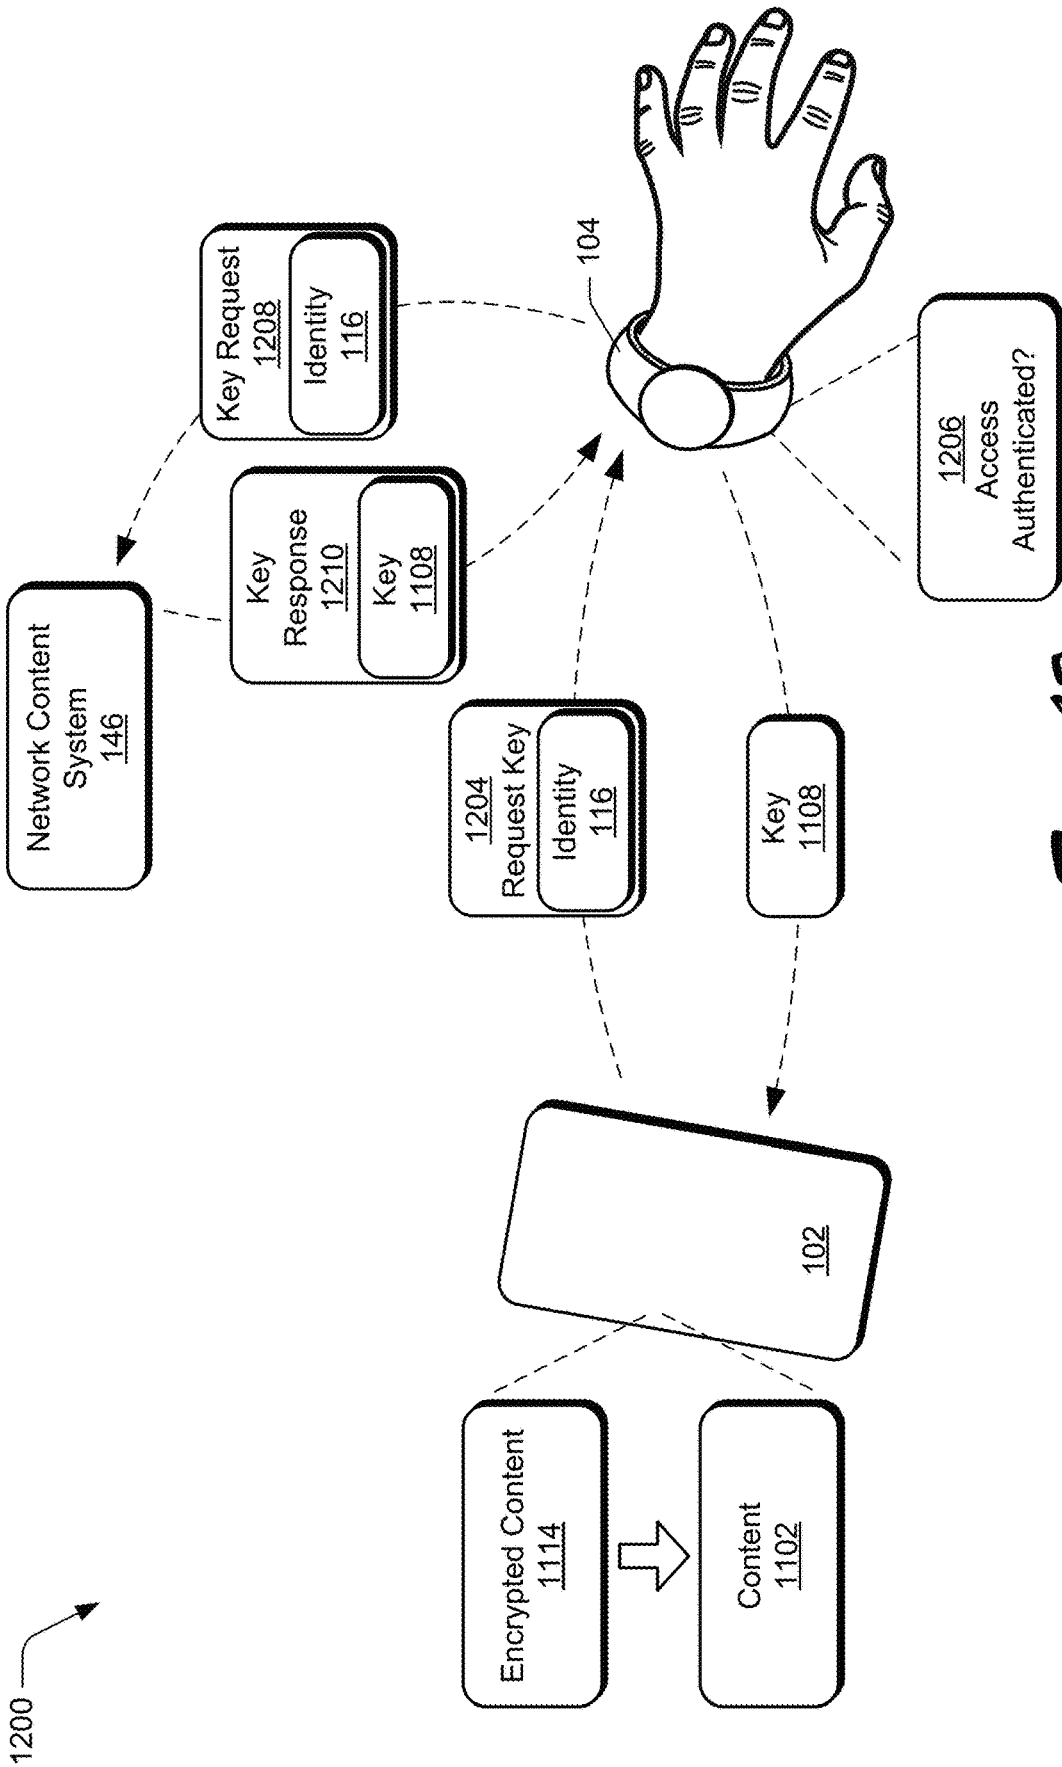 1200
Network Content
System
146
Key Request
1208
Identity
116
Key
Response
1210
Key
1108
104
1204
Request Key
Identity
116
Encrypted Content
1114
Content
1102
Key
1108
102
1206
Access
Authenticated?